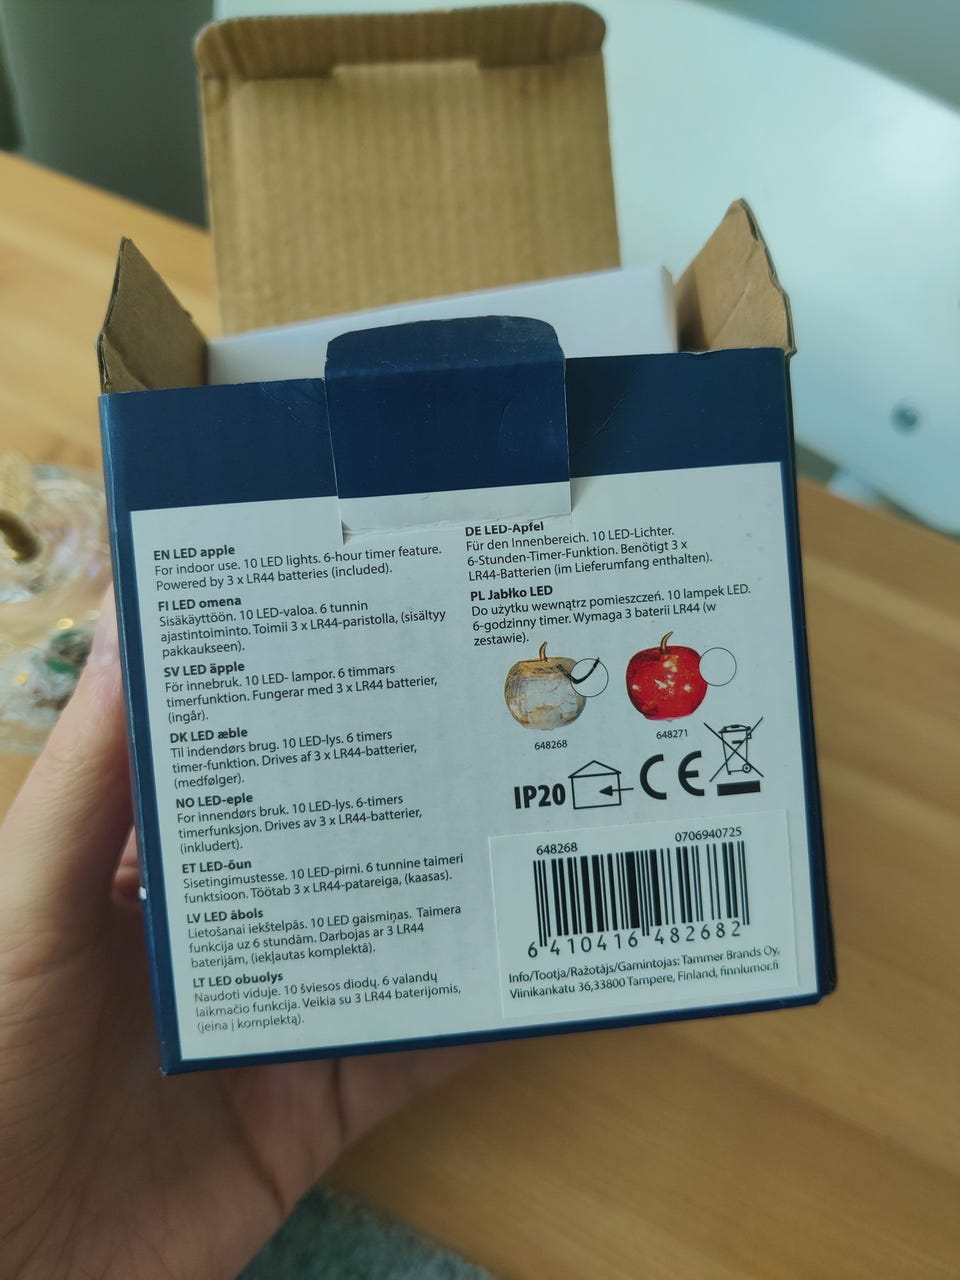 EN LED apple
For indoor use. 10 LED lights. 6-hour timer feature.
Powered by 3 x LR44 batteries (included).
FI LED omena
Sisäkäyttöön. 10 LED-valoa. 6 tunnin
ajastintoiminto. Toimii 3 x LR44-paristolla, (sisältyy
pakkaukseen).
SV LED äpple
För innebruk. 10 LED- lampor. 6 timmars
timerfunktion. Fungerar med 3 x LR44 batterier,
(ingår).
DK LED æble
Til indendørs brug. 10 LED-lys. 6 timers
timer-funktion. Drives af 3 x LR44-batterier,
(medfølger).
NO LED-eple
For innendørs bruk. 10 LED-lys. 6-timers
timerfunksjon. Drives av 3 x LR44-batterier,
(inkludert).
ET LED-õun
Sisetingimustesse. 10 LED-pirni. 6 tunnine taimeri
funktsioon. Töötab 3 x LR44-patareiga, (kaasas).
LV LED ābols
Lietošanai iekštelpās. 10 LED gaismiņas. Taimera
funkcija uz 6 stundām. Darbojas ar 3 LR44
baterijām, (iekļautas komplektā).
LT LED obuolys
Naudoti viduje. 10 šviesos diodų. 6 valandų
laikmačio funkcija. Veikia su 3 LR44 baterijomis,
(įeina į komplektą).
DE LED-Apfel
Für den Innenbereich. 10 LED-Lichter.
6-Stunden-Timer-Funktion. Benötigt 3 x
LR44-Batterien (im Lieferumfang enthalten).
PL Jabłko LED
Do użytku wewnątrz pomieszczeń. 10 lampek LED.
6-godzinny timer. Wymaga 3 baterii LR44 (w
zestawie).
648268 648271
IP20 CE
648268 0706940725
6 410416 482682
Info/Tootja/Ražotājs/Gamintojas: Tammer Brands Oy,
Viinikankatu 36,33800 Tampere, Finland, finnlumor.fi